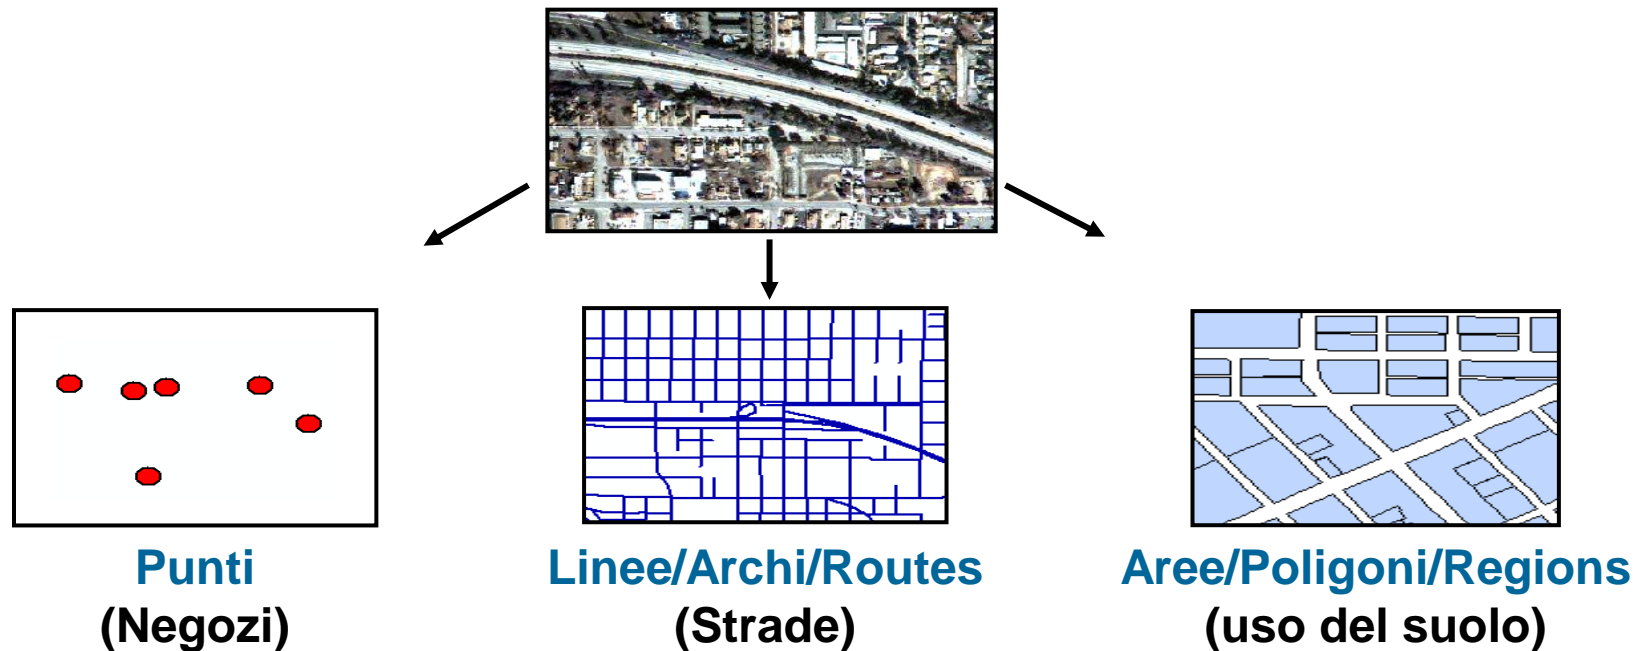 Punti
(Negozi)
Linee/Archi/Routes
(Strade)
Aree/Poligoni/Regions
(uso del suolo)